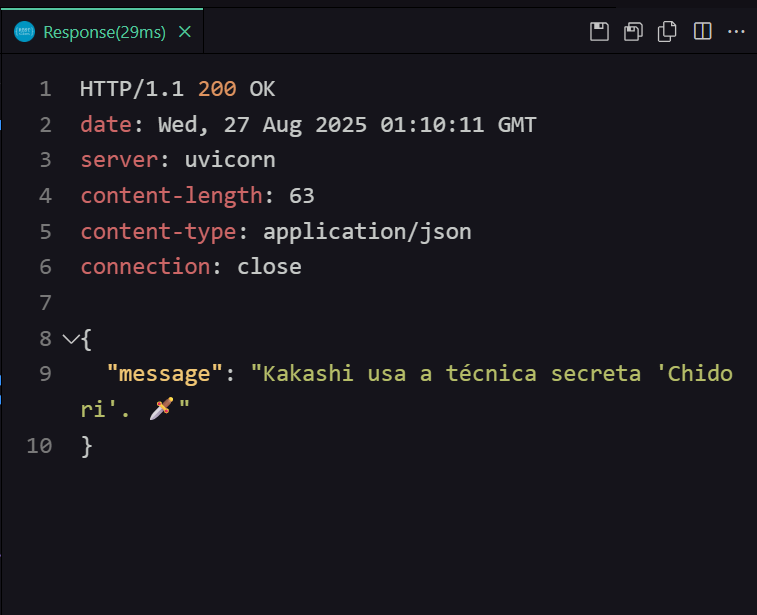 Response(29ms)
1 HTTP/1.1 200 OK
2 date: Wed, 27 Aug 2025 01:10:11 GMT
3 server: uvicorn
4 content-length: 63
5 content-type: application/json
6 connection: close
7
8 {
9 "message": "Kakashi usa a técnica secreta 'Chido
ri'. 🗡️"
10 }